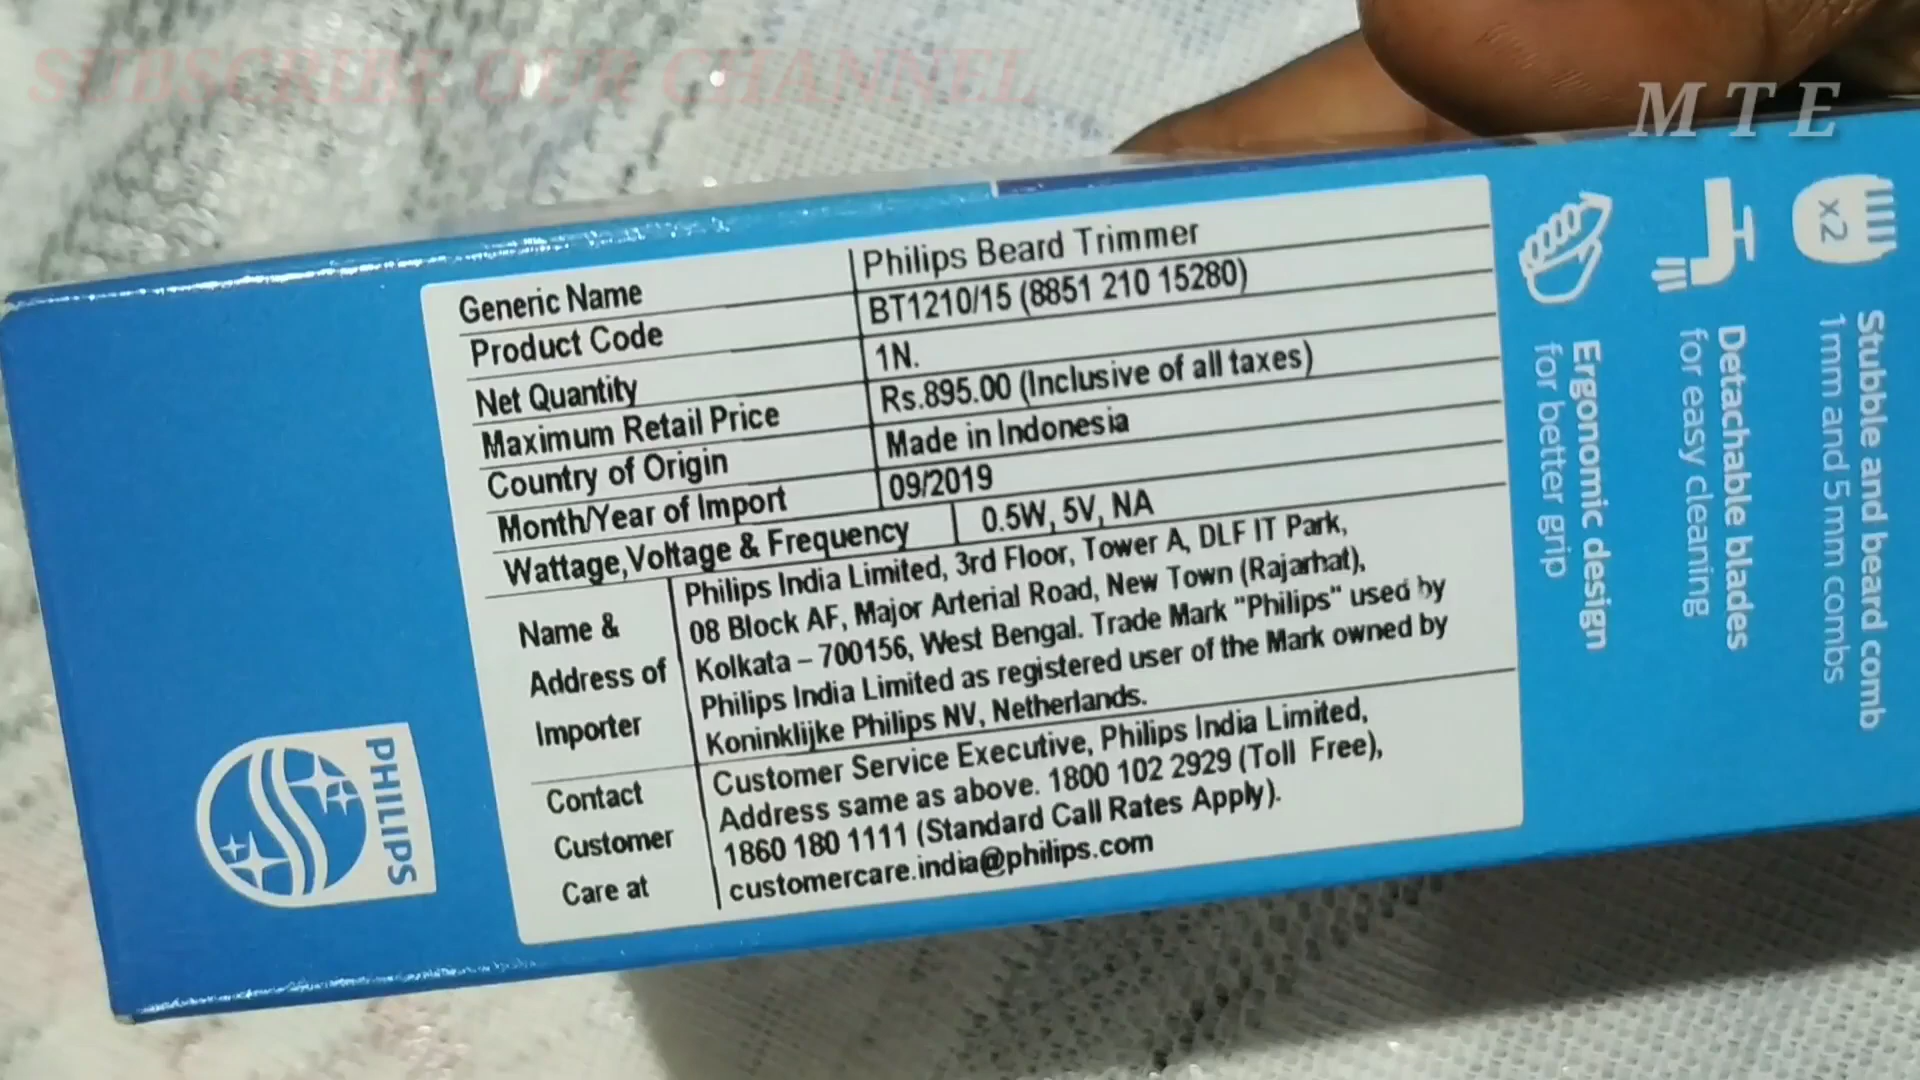 SUBSCRIBE OUR CHANNEL
M T E
Generic Name Philips Beard Trimmer
Product Code BT1210/15 (8851 210 15280)
Net Quantity 1N.
Maximum Retail Price Rs.895.00 (Inclusive of all taxes)
Country of Origin Made in Indonesia
Month/Year of Import 09/2019
Wattage,Voltage & Frequency 0.5W, 5V, NA
Name &
Address of
Importer
Philips India Limited, 3rd Floor, Tower A, DLF IT Park,
08 Block AF, Major Arterial Road, New Town (Rajarhat),
Kolkata – 700156, West Bengal. Trade Mark "Philips" used by
Philips India Limited as registered user of the Mark owned by
Koninklijke Philips NV, Netherlands.
Contact
Customer
Care at
Customer Service Executive, Philips India Limited,
Address same as above. 1800 102 2929 (Toll Free),
1860 180 1111 (Standard Call Rates Apply).
customercare.india@philips.com
PHILIPS
x2
Stubble and beard comb
1mm and 5mm combs
Detachable blades
for easy cleaning
Ergonomic design
for better grip